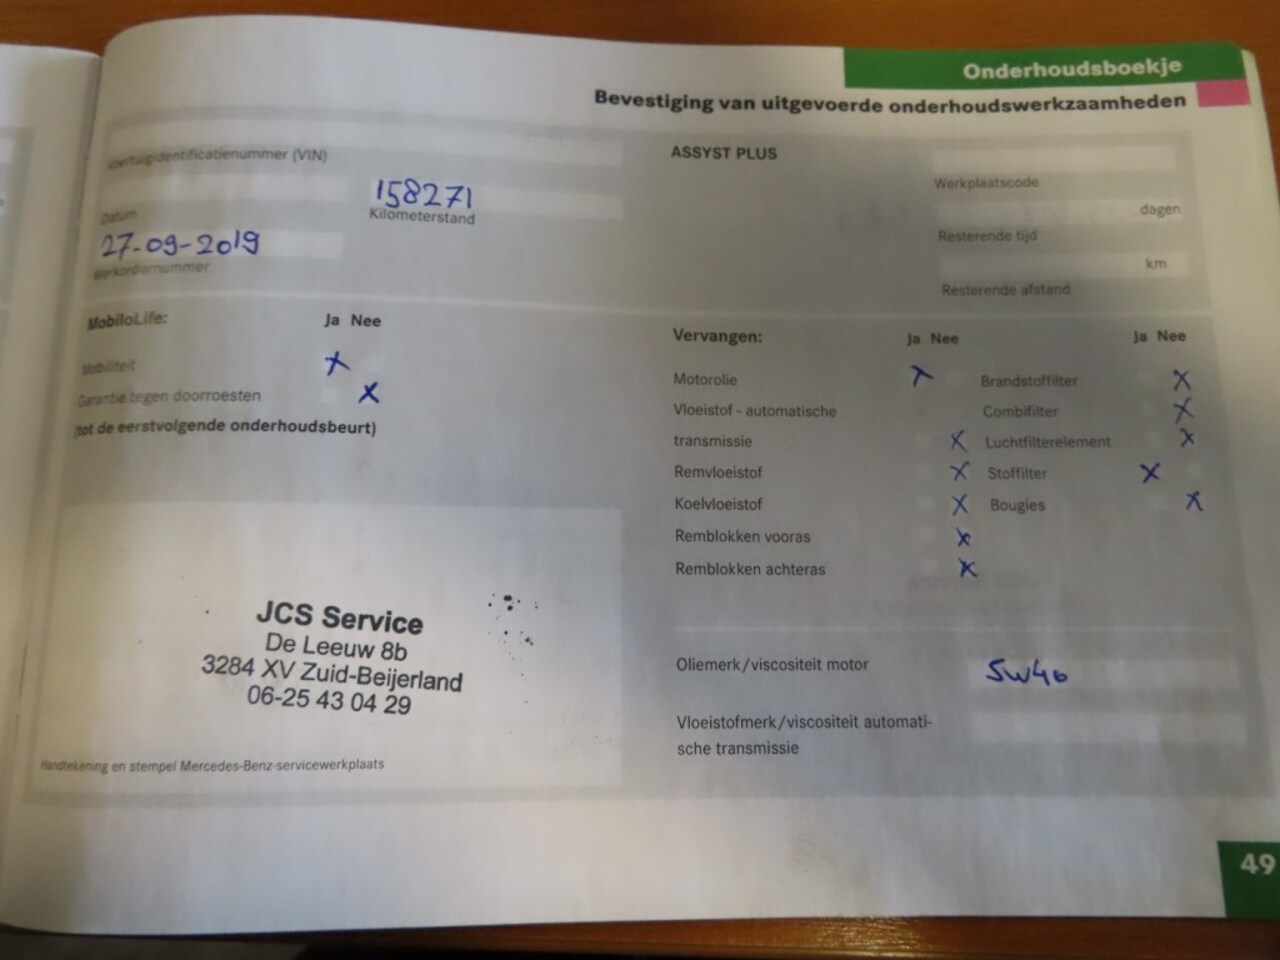 Onderhoudsboekje
Bevestiging van uitgevoerde onderhoudswerkzaamheden
Voertuigidentificatienummer (VIN)
158271
Datum
Kilometerstand
27-09-2019
Werkordernummer
ASSYST PLUS
Werkplaatscode
dagen
Resterende tijd
km
Resterende afstand
MobiloLife: Ja Nee
Mobiliteit X
Garantie tegen doorroesten X
(tot de eerstvolgende onderhoudsbeurt)
Vervangen: Ja Nee Ja Nee
Motorolie X Brandstoffilter X
Vloeistof - automatische Combifilter X
transmissie X Luchtfilterelement X
Remvloeistof X Stoffilter X
Koelvloeistof X Bougies X
Remblokken vooras X
Remblokken achteras X
JCS Service
De Leeuw 8b
3284 XV Zuid-Beijerland
06-25 43 04 29
Handtekening en stempel Mercedes-Benz-servicewerkplaats
Oliemerk/viscositeit motor 5W40
Vloeistofmerk/viscositeit automati-
sche transmissie
49